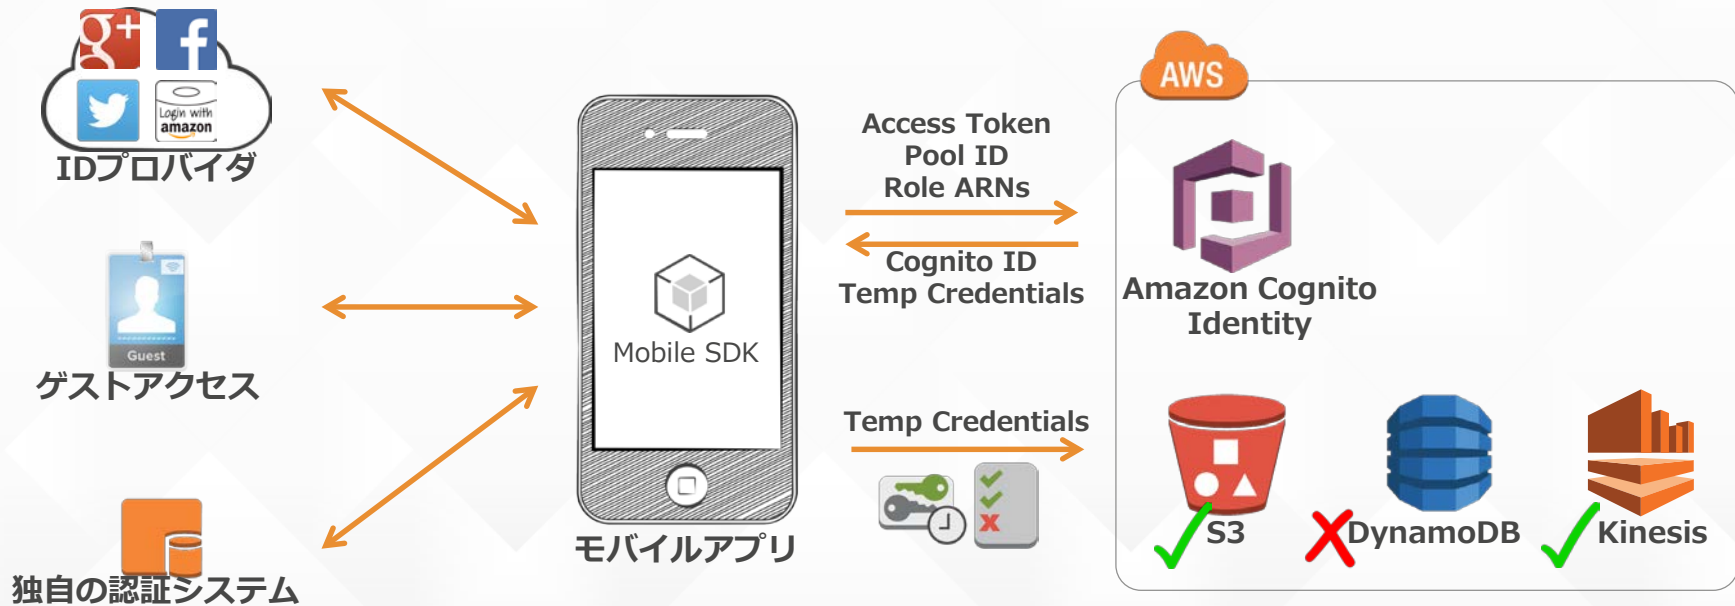 g+
f
Login with
amazon
IDプロバイダ
Guest
ゲストアクセス
独自の認証システム
Mobile SDK
モバイルアプリ
Access Token
Pool ID
Role ARNs
Cognito ID
Temp Credentials
Temp Credentials
AWS
Amazon Cognito
Identity
S3
DynamoDB
Kinesis